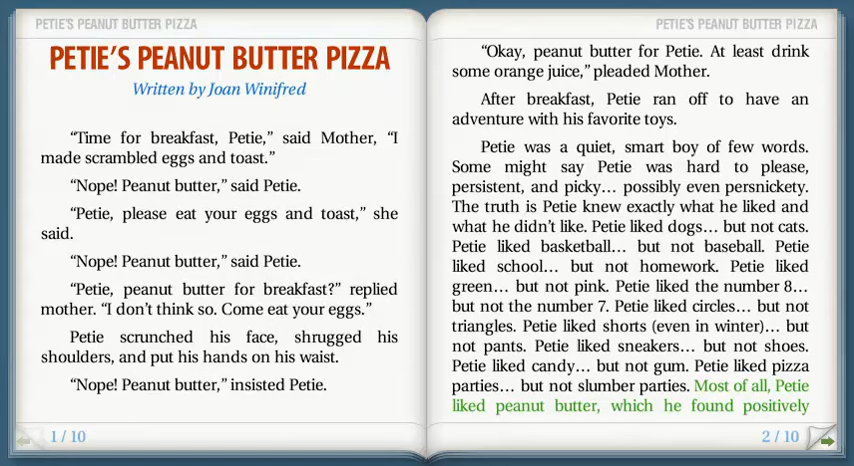 PETIE'S PEANUT BUTTER PIZZA
PETIE'S PEANUT BUTTER PIZZA
Written by Joan Winifred
“Time for breakfast, Petie,” said Mother, “I
made scrambled eggs and toast.”
“Nope! Peanut butter,” said Petie.
“Petie, please eat your eggs and toast,” she
said.
“Nope! Peanut butter,” said Petie.
“Petie, peanut butter for breakfast?” replied
mother. “I don’t think so. Come eat your eggs.”
Petie scrunched his face, shrugged his
shoulders, and put his hands on his waist.
“Nope! Peanut butter,” insisted Petie.
1 / 10
PETIE'S PEANUT BUTTER PIZZA
“Okay, peanut butter for Petie. At least drink
some orange juice,” pleaded Mother.
After breakfast, Petie ran off to have an
adventure with his favorite toys.
Petie was a quiet, smart boy of few words.
Some might say Petie was hard to please,
persistent, and picky… possibly even persnickety.
The truth is Petie knew exactly what he liked and
what he didn’t like. Petie liked dogs… but not cats.
Petie liked basketball… but not baseball. Petie
liked school… but not homework. Petie liked
green… but not pink. Petie liked the number 8…
but not the number 7. Petie liked circles… but not
triangles. Petie liked shorts (even in winter)… but
not pants. Petie liked sneakers… but not shoes.
Petie liked candy… but not gum. Petie liked pizza
parties… but not slumber parties. Most of all, Petie
liked peanut butter, which he found positively
2 / 10